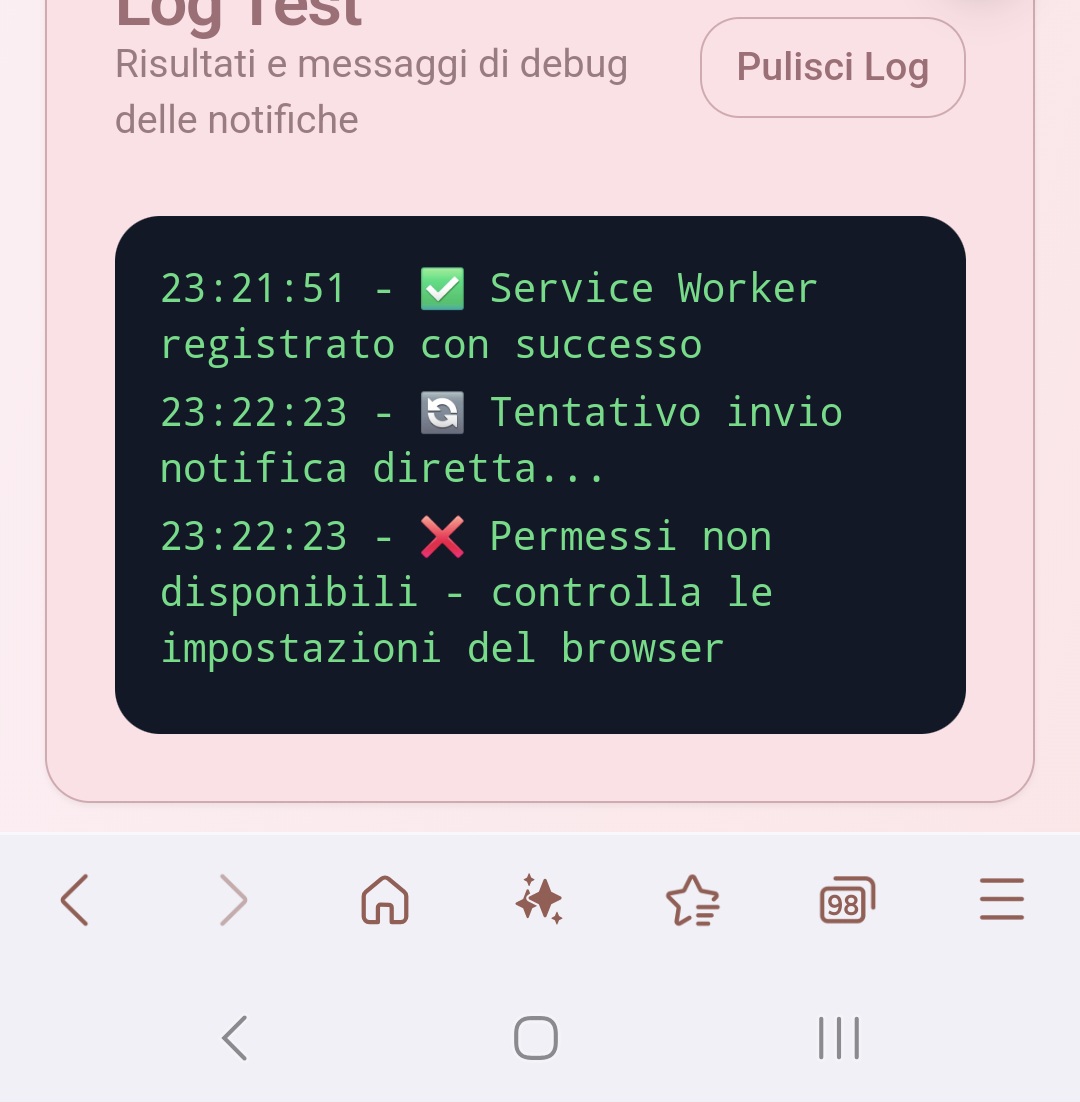 Log Test
Risultati e messaggi di debug
delle notifiche
Pulisci Log
23:21:51 - ✅ Service Worker
registrato con successo
23:22:23 - 🔄 Tentativo invio
notifica diretta...
23:22:23 - ❌ Permessi non
disponibili - controlla le
impostazioni del browser
98